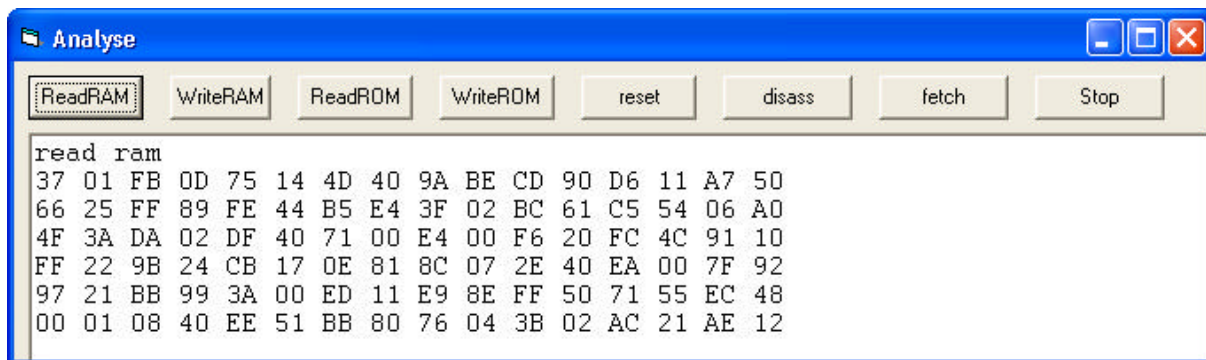 Analyse
ReadRAM WriteRAM ReadROM WriteROM reset disass fetch Stop
read ram
37 01 FB 0D 75 14 4D 40 9A BE CD 90 D6 11 A7 50
66 25 FF 89 FE 44 B5 E4 3F 02 BC 61 C5 54 06 A0
4F 3A DA 02 DF 40 71 00 E4 00 F6 20 FC 4C 91 10
FF 22 9B 24 CB 17 0E 81 8C 07 2E 40 EA 00 7F 92
97 21 BB 99 3A 00 ED 11 E9 8E FF 50 71 55 EC 48
00 01 08 40 EE 51 BB 80 76 04 3B 02 AC 21 AE 12